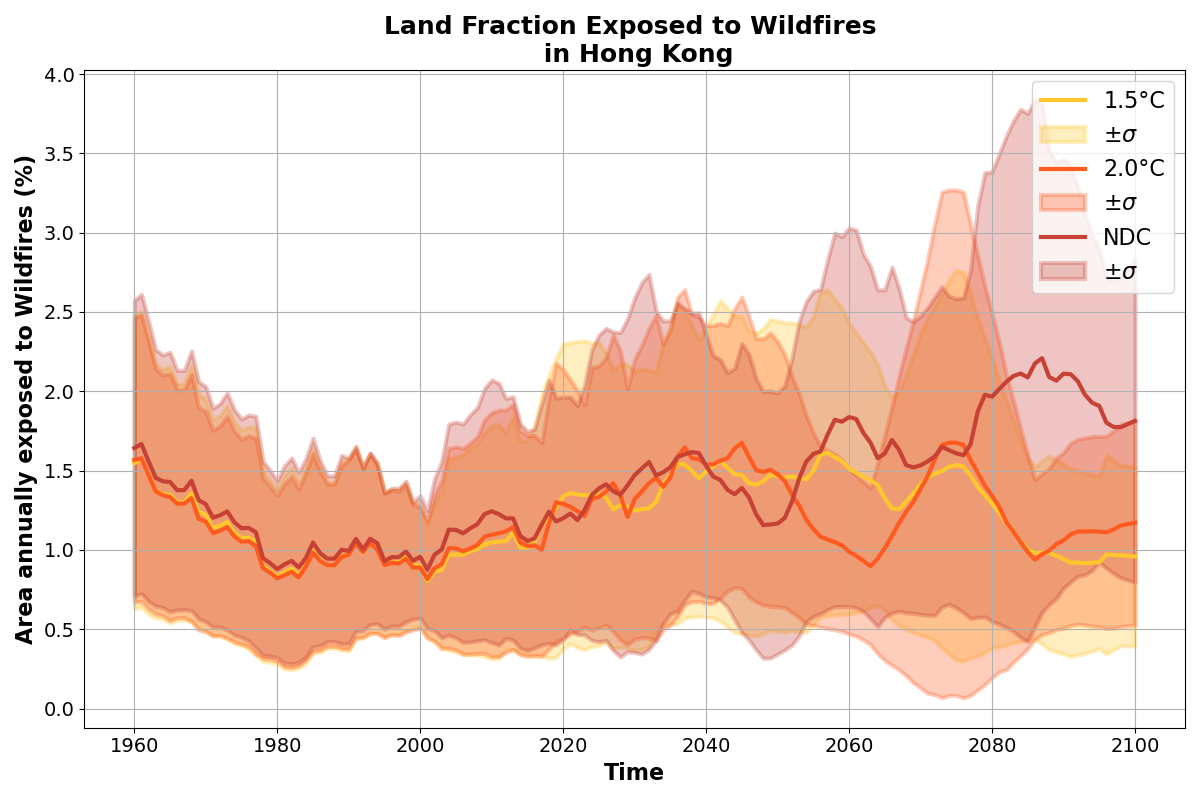 Land Fraction Exposed to Wildfires
in Hong Kong
Area annually exposed to Wildfires (%)
4.0
3.5
3.0
2.5
2.0
1.5
1.0
0.5
0.0
1.5°C
±σ
2.0°C
±σ
NDC
±σ
1960
1980
2000
2020
2040
2060
2080
2100
Time